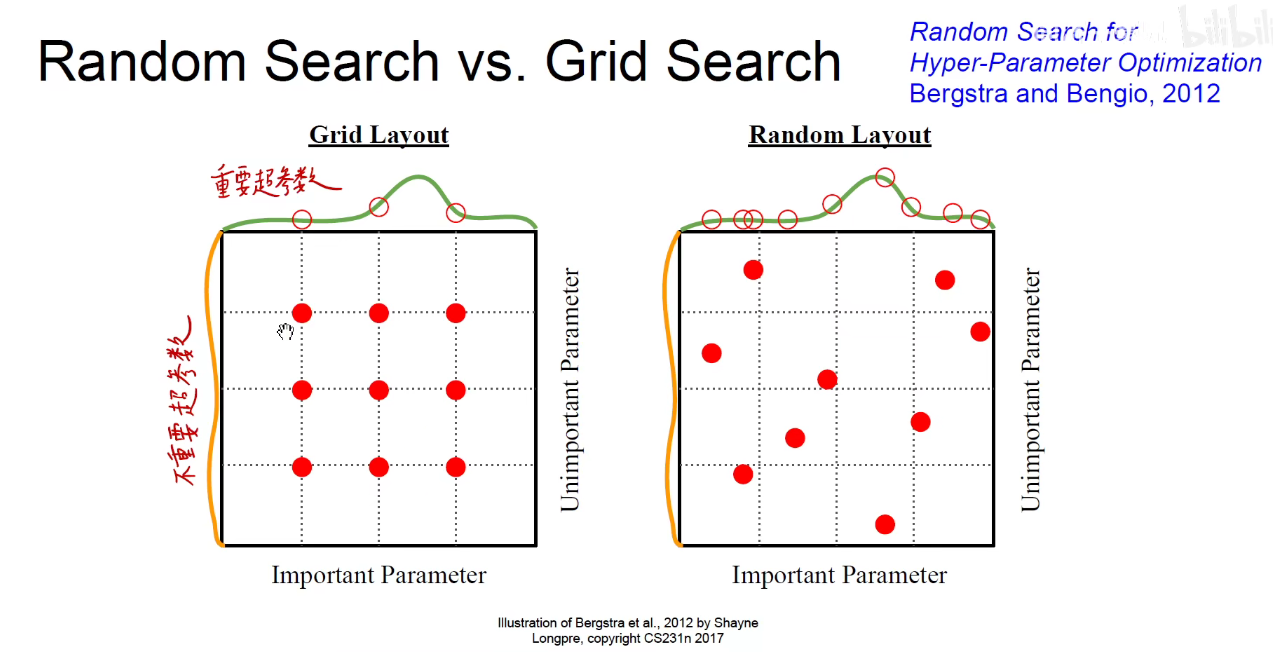 Random Search vs. Grid Search
Random Search for
Hyper-Parameter Optimization
Bergstra and Bengio, 2012
bilibili
Grid Layout
重要超参数
不重要超参数
Unimportant Parameter
Important Parameter
Random Layout
Unimportant Parameter
Important Parameter
Illustration of Bergstra et al., 2012 by Shayne
Longpre, copyright CS231n 2017